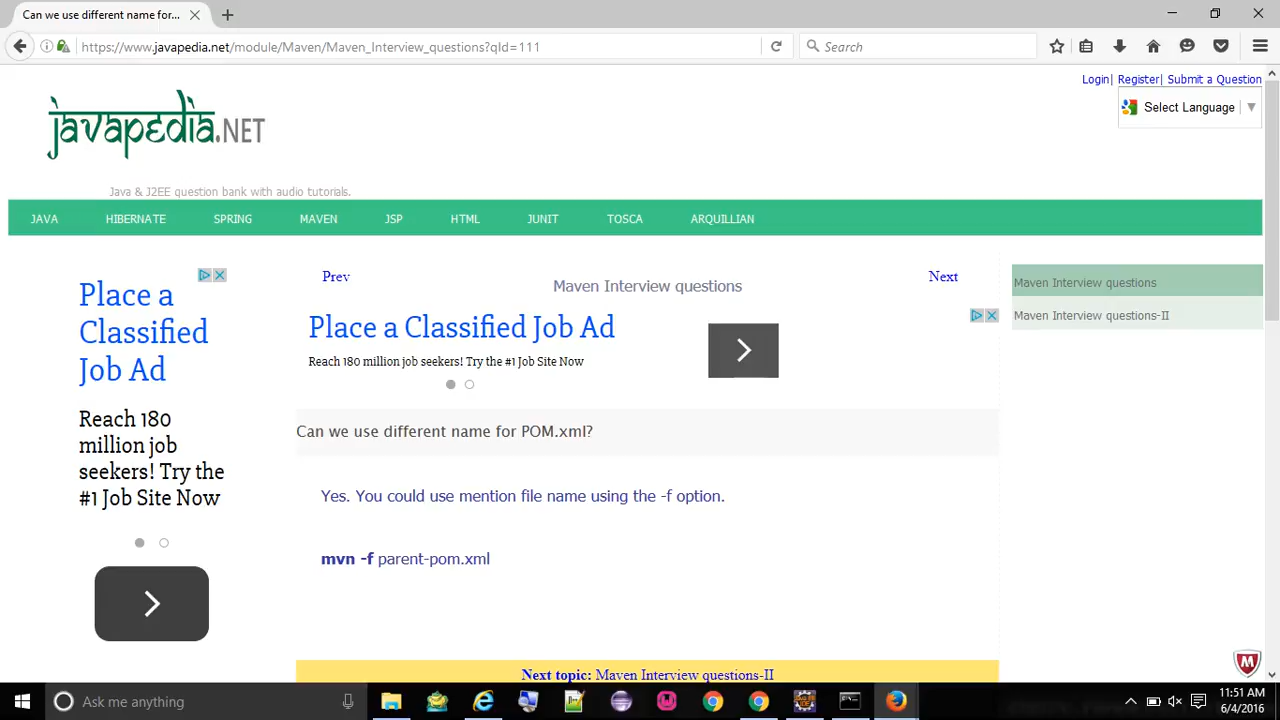 Can we use different name for...
https://www.javapedia.net/module/Maven/Maven_Interview_questions?qId=111
Search
Login| Register| Submit a Question
Select Language
javapedia.NET
Java & J2EE question bank with audio tutorials.
JAVA HIBERNATE SPRING MAVEN JSP HTML JUNIT TOSCA ARQUILLIAN
Place a
Classified
Job Ad
Reach 180
million job
seekers! Try the
#1 Job Site Now
Prev
Maven Interview questions
Next
Place a Classified Job Ad
Reach 180 million job seekers! Try the #1 Job Site Now
Can we use different name for POM.xml?
Yes. You could use mention file name using the -f option.
mvn -f parent-pom.xml
Next topic: Maven Interview questions-II
Maven Interview questions
Maven Interview questions-II
Ask me anything
11:51 AM
6/4/2016